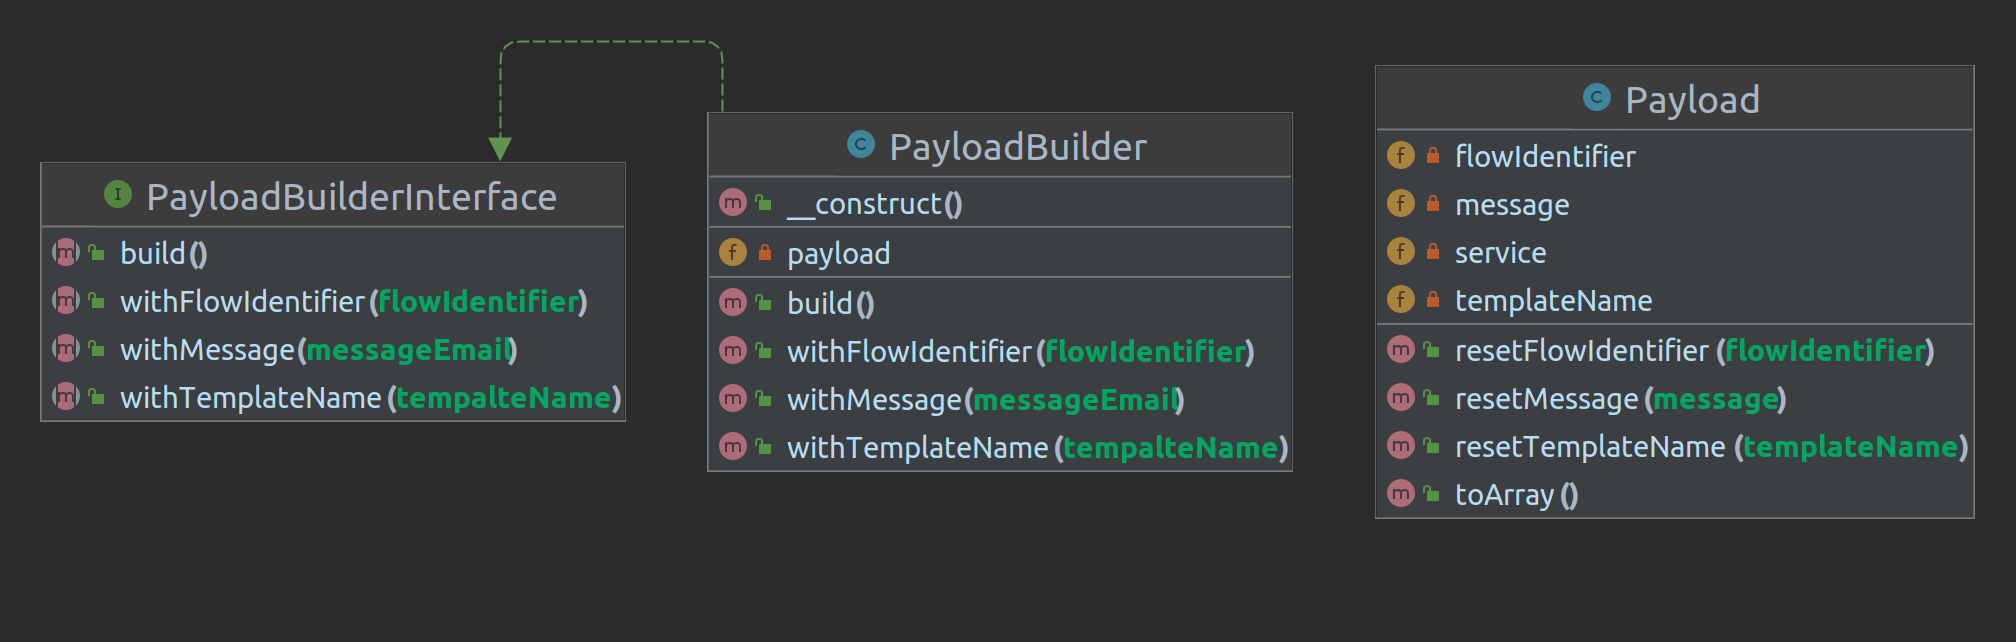 PayloadBuilderInterface
build()
withFlowIdentifier(flowIdentifier)
withMessage(messageEmail)
withTemplateName(tempalteName)
PayloadBuilder
__construct()
payload
build()
withFlowIdentifier(flowIdentifier)
withMessage(messageEmail)
withTemplateName(tempalteName)
Payload
flowIdentifier
message
service
templateName
resetFlowIdentifier(flowIdentifier)
resetMessage(message)
resetTemplateName(templateName)
toArray()